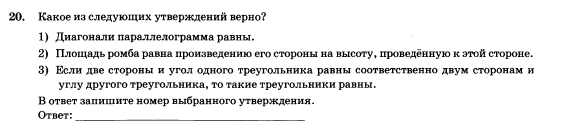 20. Какое из следующих утверждений верно?
1) Диагонали параллелограмма равны.
2) Площадь ромба равна произведению его стороны на высоту, проведённую к этой стороне.
3) Если две стороны и угол одного треугольника равны соответственно двум сторонам и
углу другого треугольника, то такие треугольники равны.
В ответ запишите номер выбранного утверждения.
Ответ: